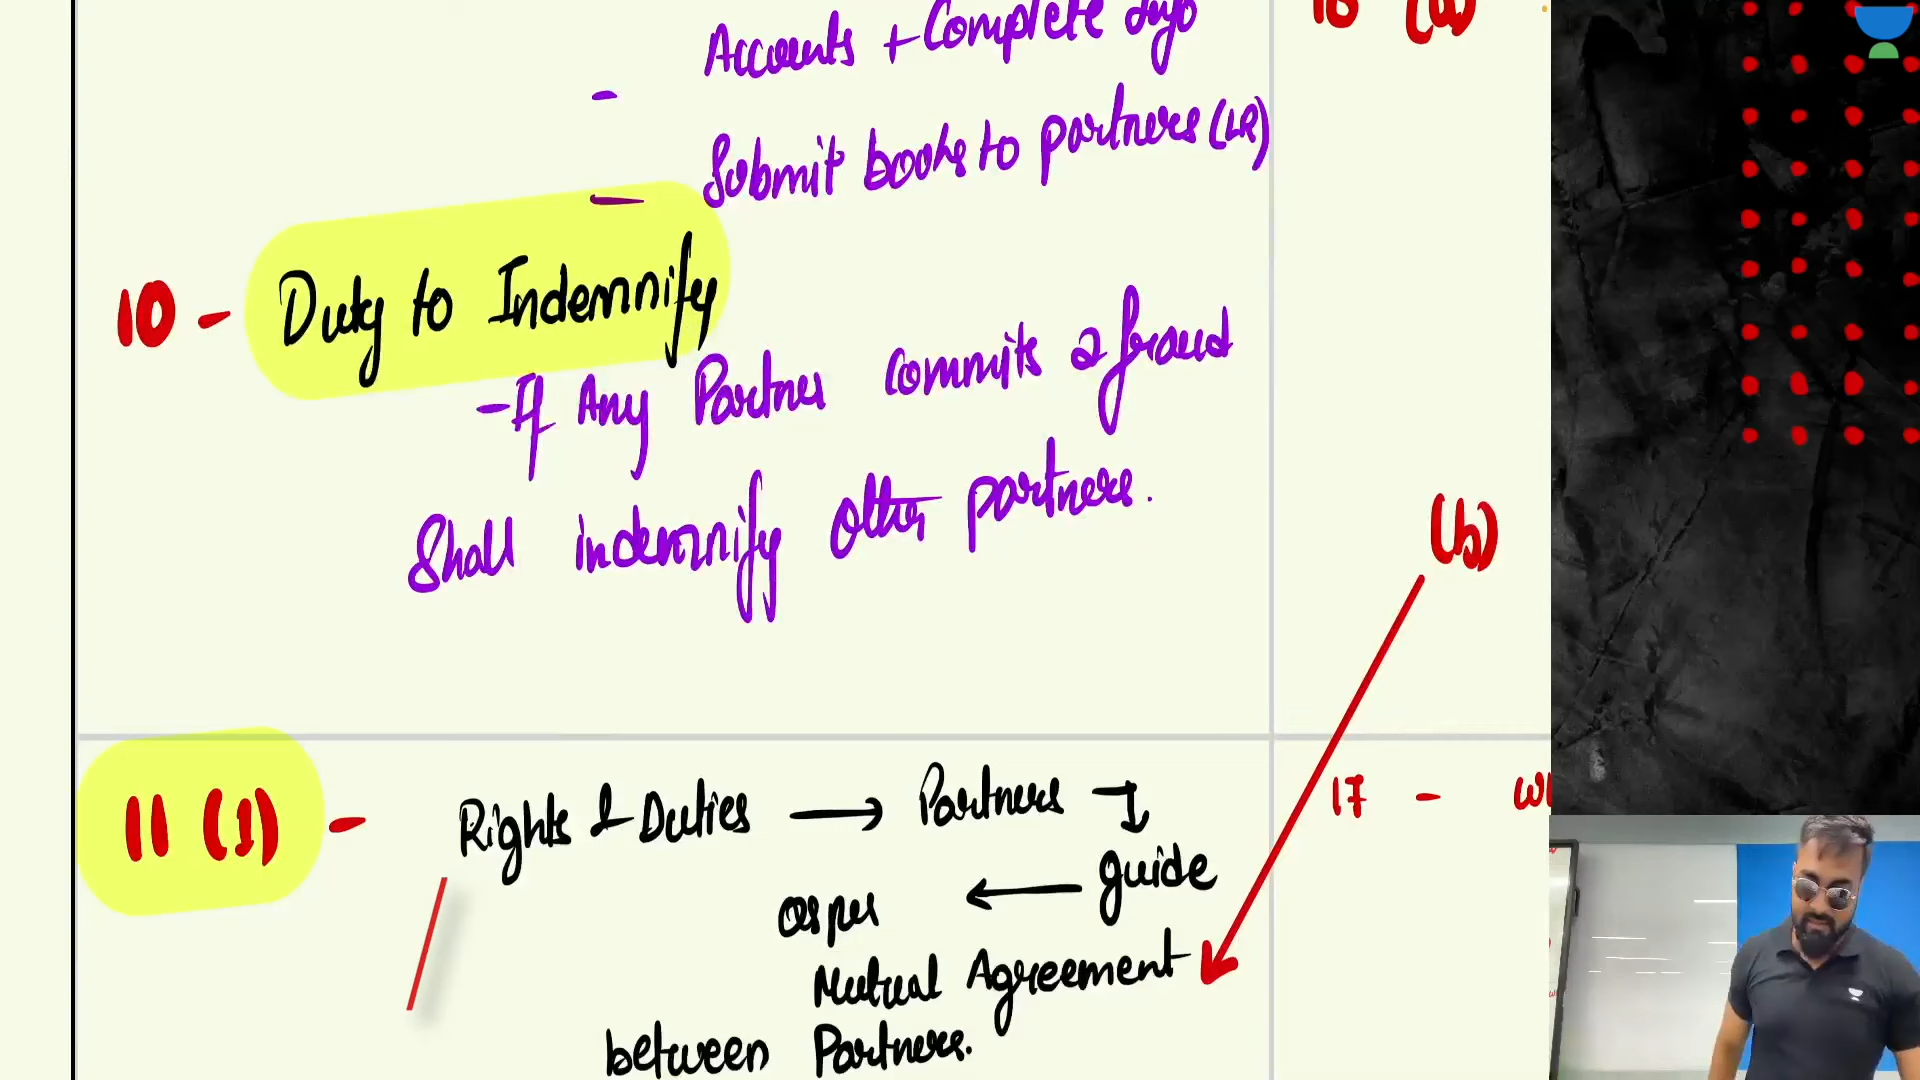 Accounts + Complete Info
- Submit books to partners (LR)
16 (a)
10 - Duty to Indemnify
- If Any Partner commits a fraud
Shall indemnify other partners.
(b)
11 (1) - Rights & Duties → Partners
guide
as per
Mutual Agreement
between Partners.
17 -